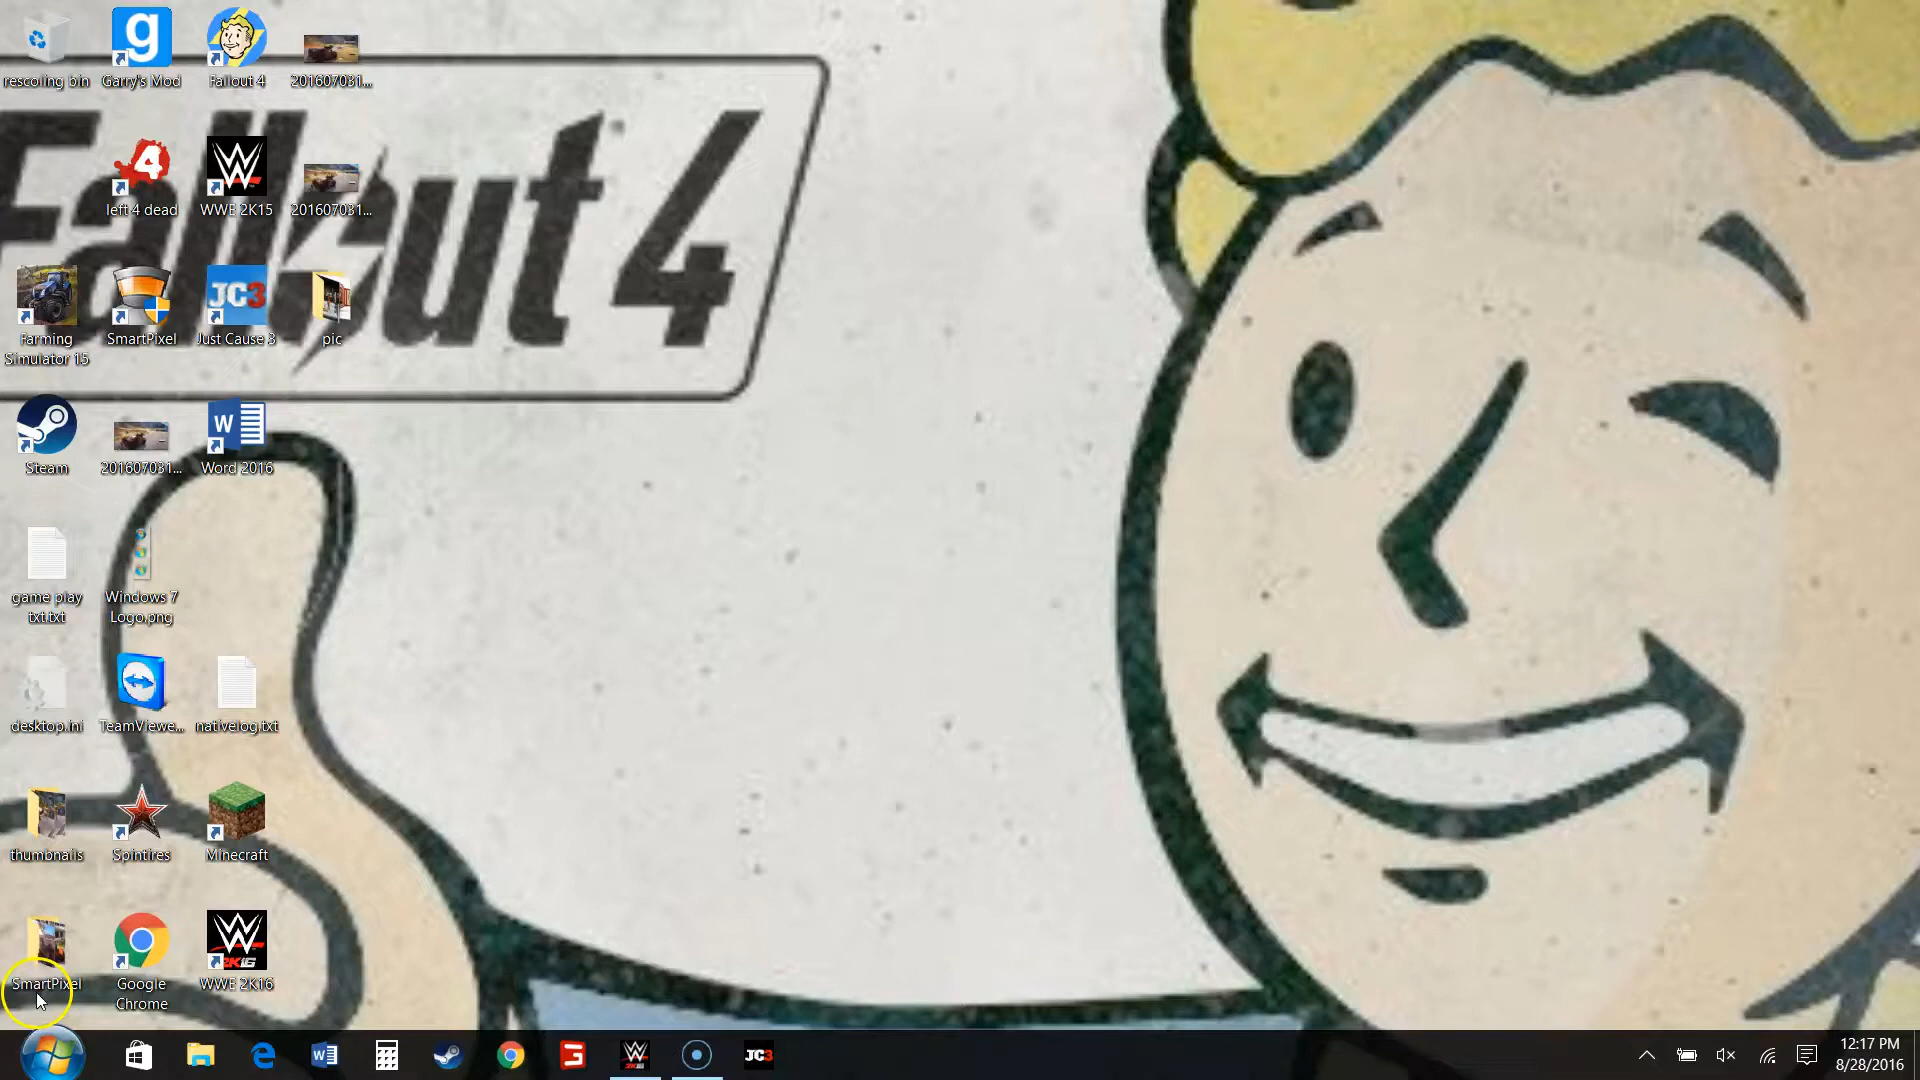 rescoling bin
Garry's Mod
Fallout 4
201607031...
Fallout 4
4
left 4 dead
WWE 2K15
201607031...
JC3
Farming
Simulator 15
SmartPixel
Just Cause 3
pic
Steam
201607031...
Word 2016
game play
txt.txt
Windows 7
Logo.png
desktop.ini
TeamViewe...
nativelog.txt
thumbnails
Spintires
Minecraft
2K16
SmartPixel
Google
Chrome
WWE 2K16
JC3
12:17 PM
8/28/2016